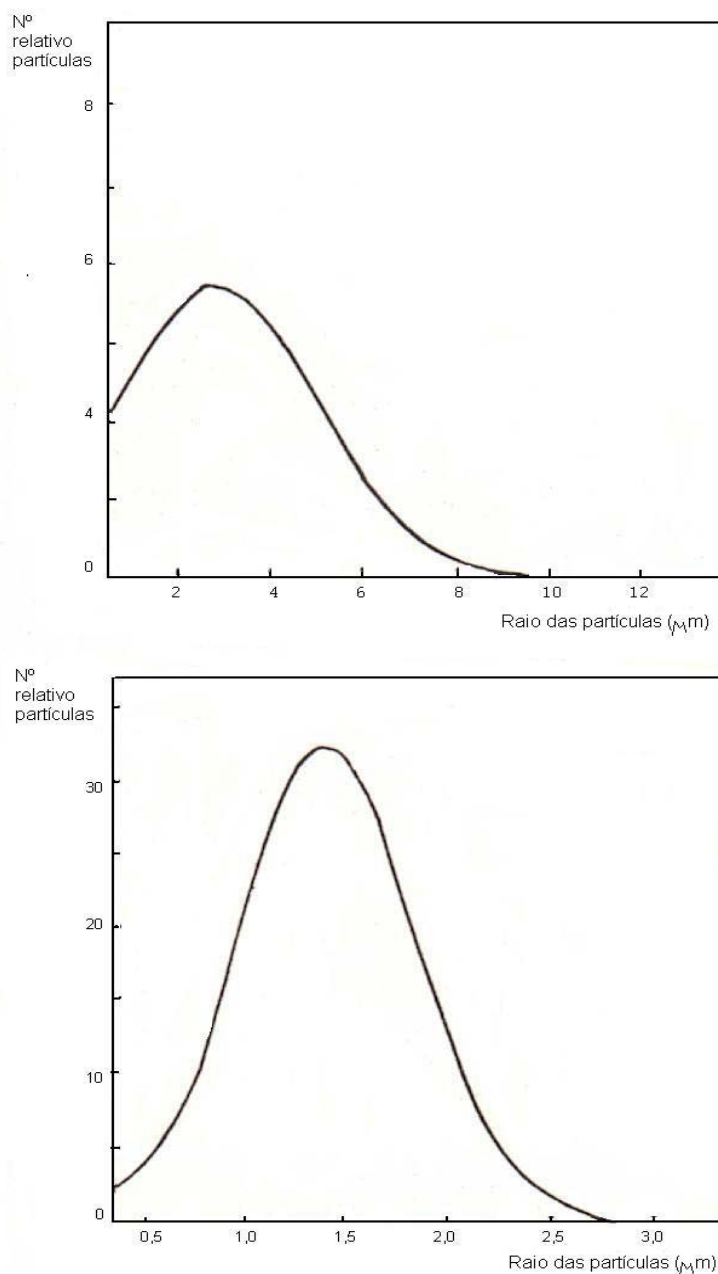 Nº
relativo
partículas
8
6
4
0
2 4 6 8 10 12
Raio das partículas (μm)
Nº
relativo
partículas
30
20
10
0
0,5 1,0 1,5 2,0 2,5 3,0
Raio das partículas (μm)